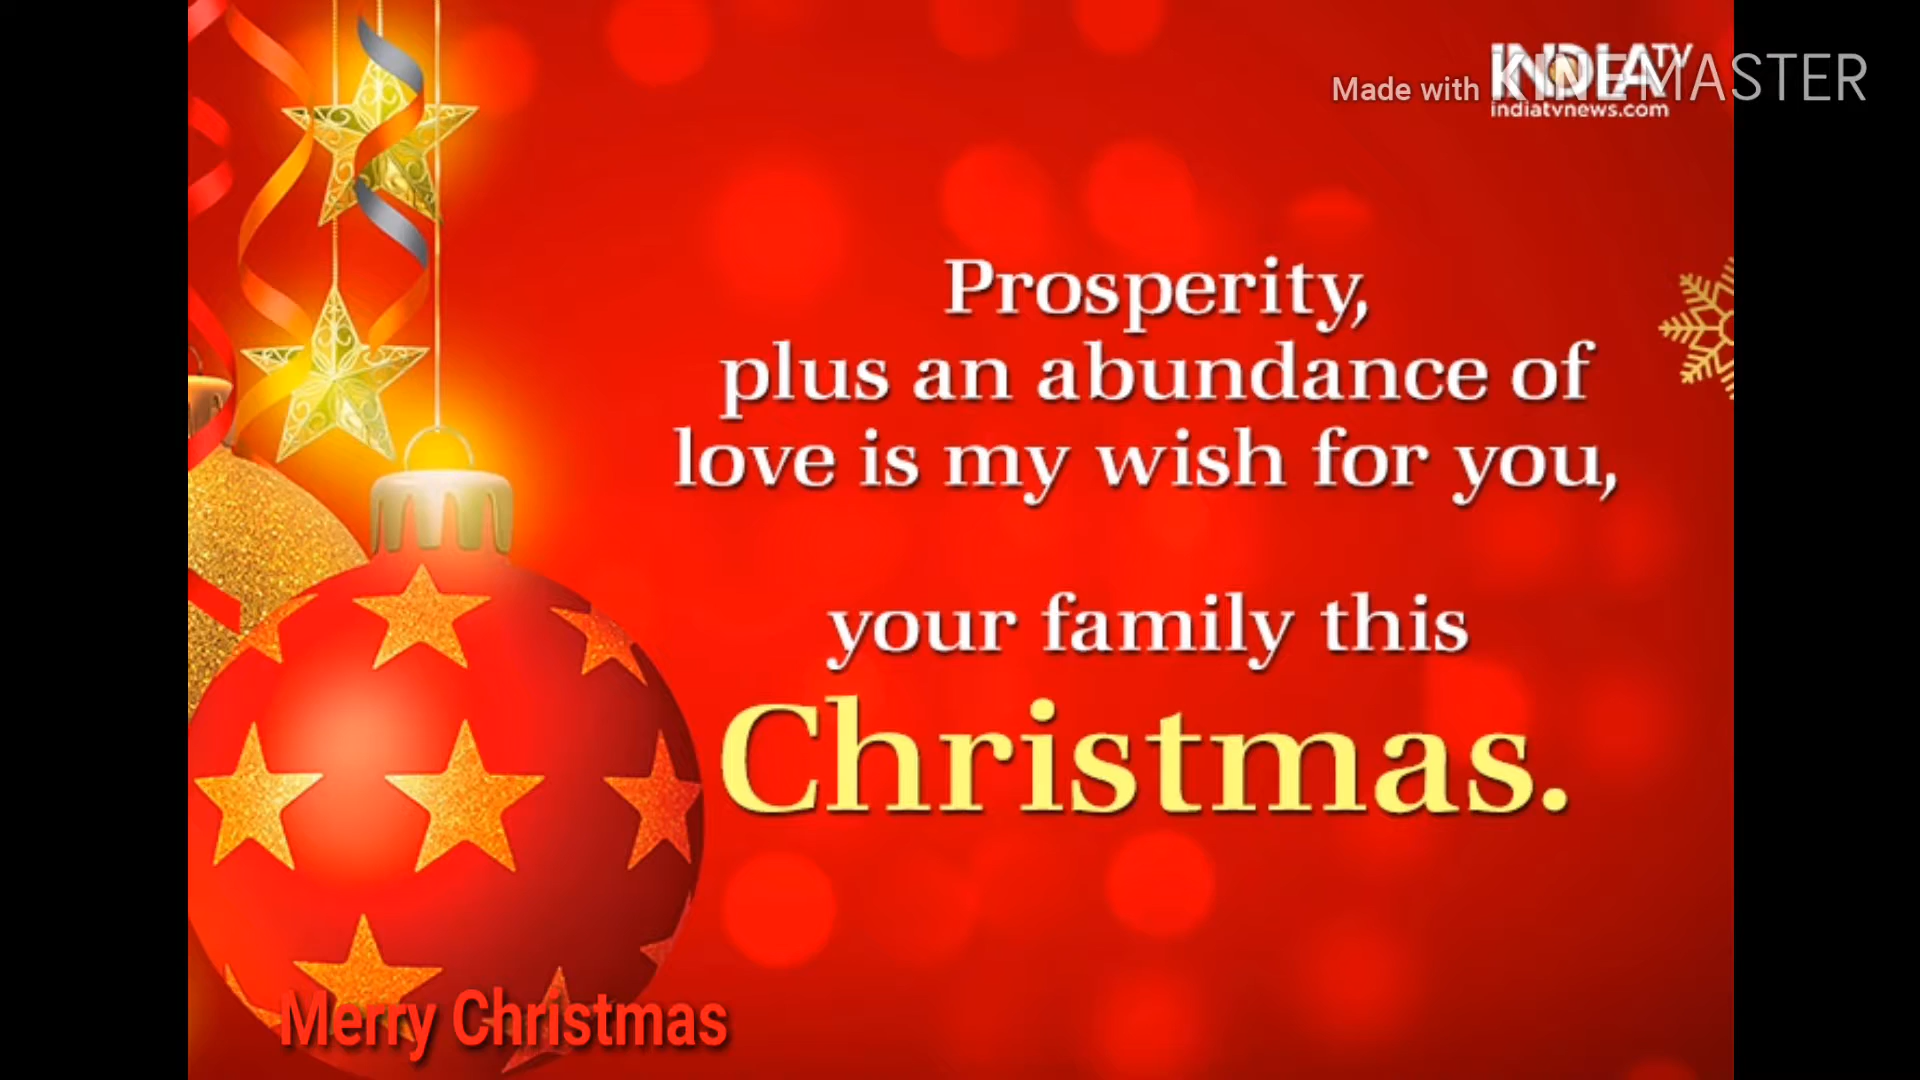 INDIA TV
Made with KINEMASTER
indiatvnews.com
Prosperity,
plus an abundance of
love is my wish for you,
your family this
Christmas.
Merry Christmas